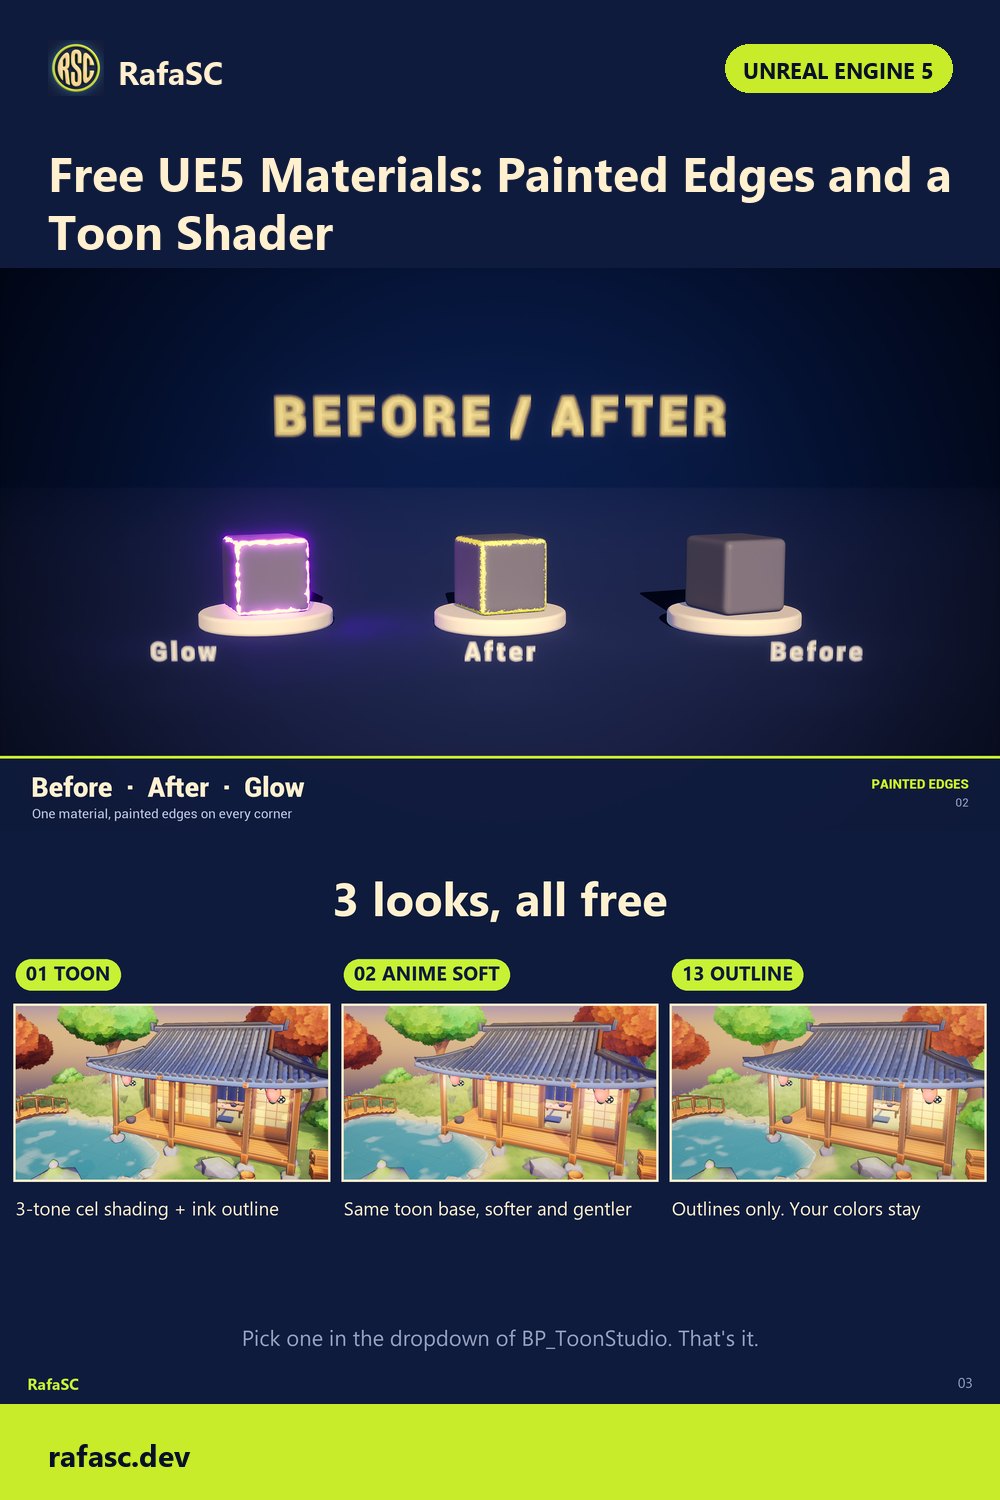 RSC
RafaSC
UNREAL ENGINE 5
Free UE5 Materials: Painted Edges and a
Toon Shader
BEFORE / AFTER
Glow
After
Before
Before · After · Glow
One material, painted edges on every corner
PAINTED EDGES
02
3 looks, all free
01 TOON
02 ANIME SOFT
13 OUTLINE
3-tone cel shading + ink outline
Same toon base, softer and gentler
Outlines only. Your colors stay
Pick one in the dropdown of BP_ToonStudio. That's it.
RafaSC
03
rafasc.dev